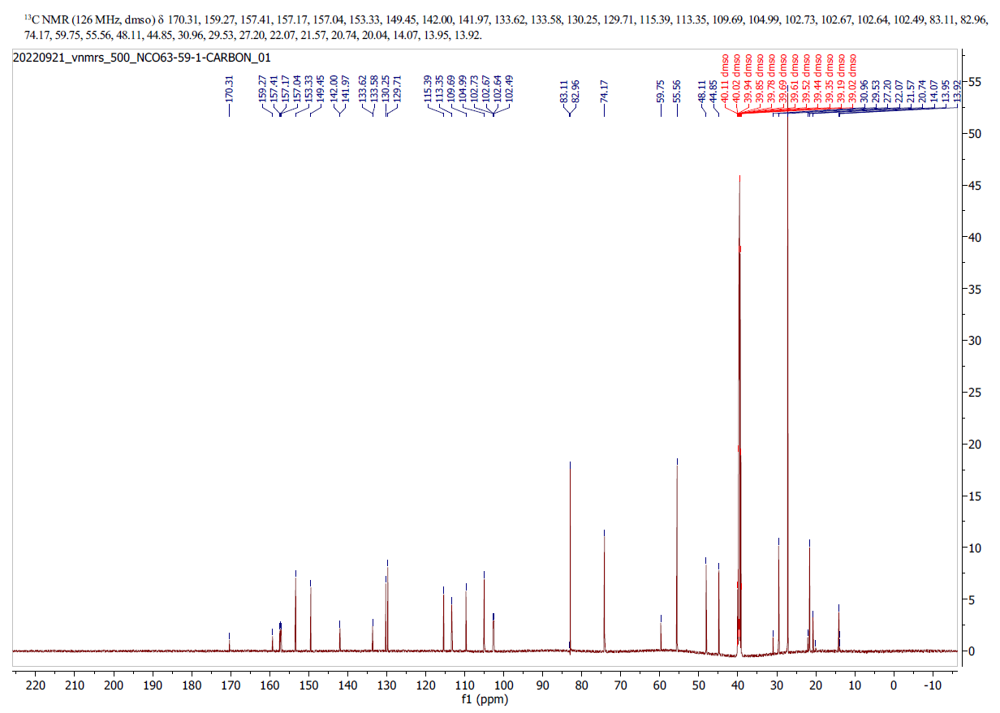 ¹³C NMR (126 MHz, dmso) δ 170.31, 159.27, 157.41, 157.17, 157.04, 153.33, 149.45, 142.00, 141.97, 133.62, 133.58, 130.25, 129.71, 115.39, 113.35, 109.69, 104.99, 102.73, 102.67, 102.64, 102.49, 83.11, 82.96,
74.17, 59.75, 55.56, 48.11, 44.85, 30.96, 29.53, 27.20, 22.07, 21.57, 20.74, 20.04, 14.07, 13.95, 13.92.
20220921_vnmrs_500_NCO63-59-1-CARBON_01
170.31
159.27
157.41
157.17
157.04
153.33
149.45
142.00
141.97
133.62
133.58
130.25
129.71
115.39
113.35
109.69
104.99
102.73
102.67
102.64
102.49
83.11
82.96
74.17
59.75
55.56
48.11
44.85
40.11 dmso
40.02 dmso
39.94 dmso
39.85 dmso
39.78 dmso
39.69 dmso
39.61 dmso
39.52 dmso
39.44 dmso
39.35 dmso
39.19 dmso
39.02 dmso
30.96
29.53
27.20
22.07
21.57
20.74
14.07
13.95
13.92
55
50
45
40
35
30
25
20
15
10
5
0
220 210 200 190 180 170 160 150 140 130 120 110 100 90 80 70 60 50 40 30 20 10 0 -10
f1 (ppm)